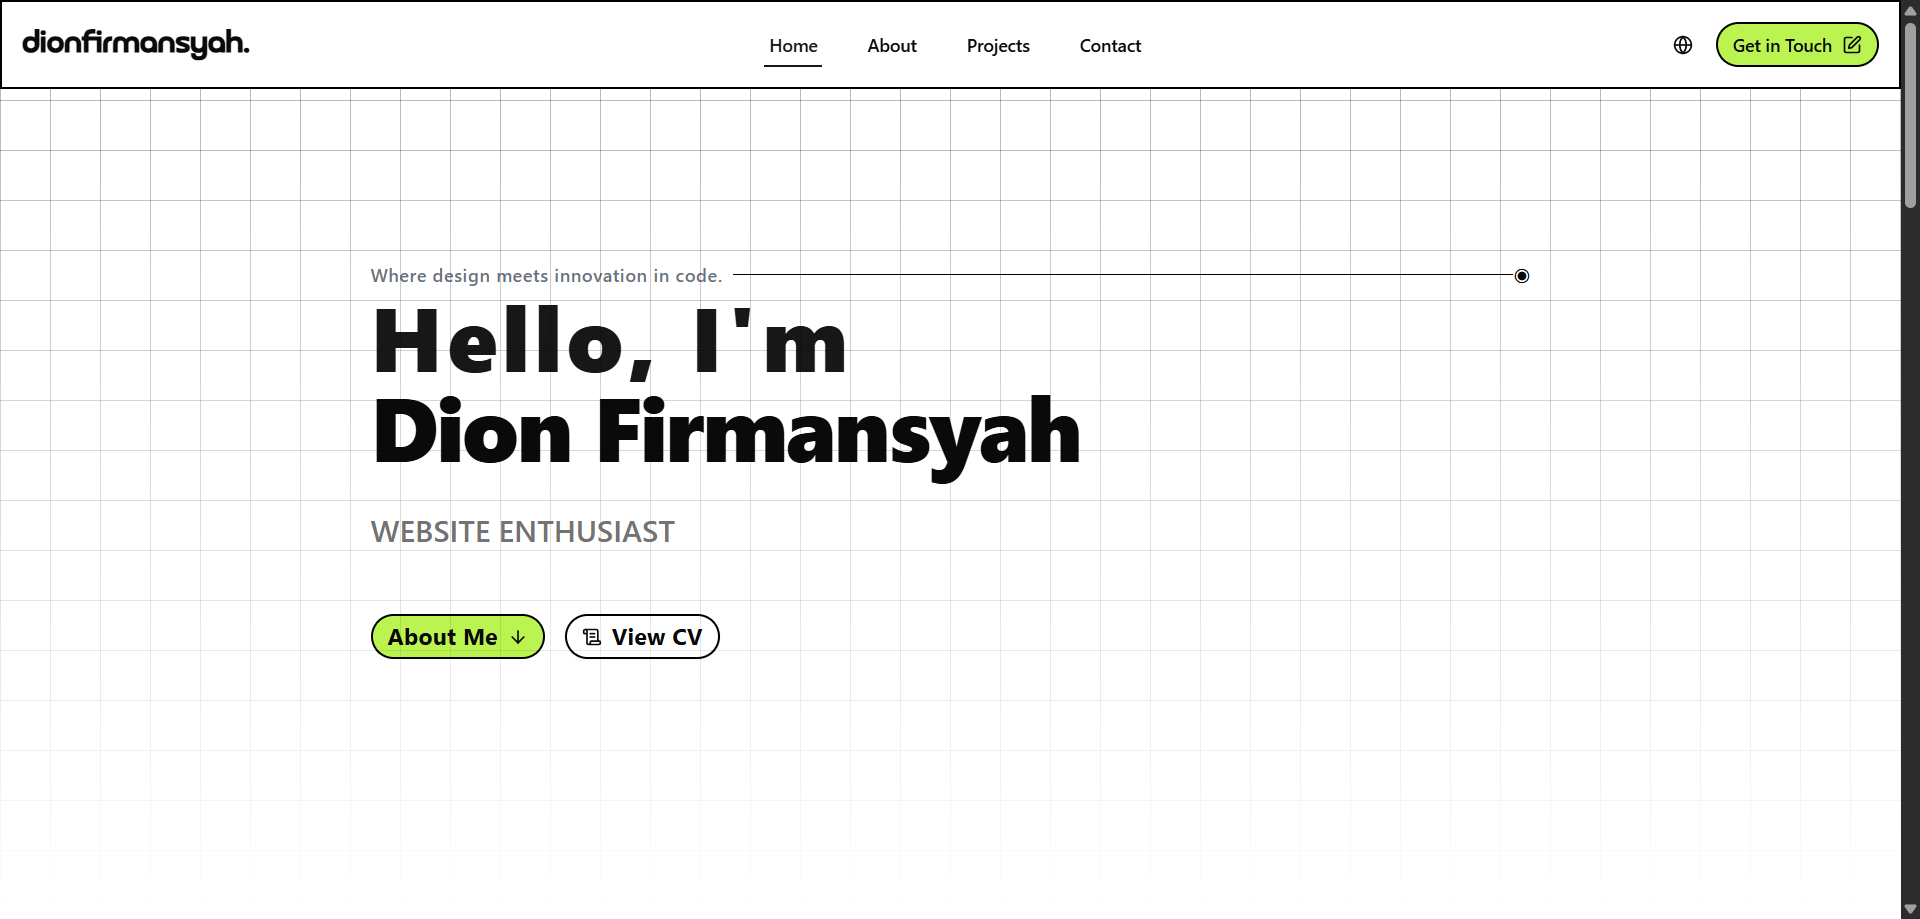 dionfirmansyah.
Home
About
Projects
Contact
Get in Touch
Where design meets innovation in code.
Hello, I'm
Dion Firmansyah
WEBSITE ENTHUSIAST
About Me
View CV